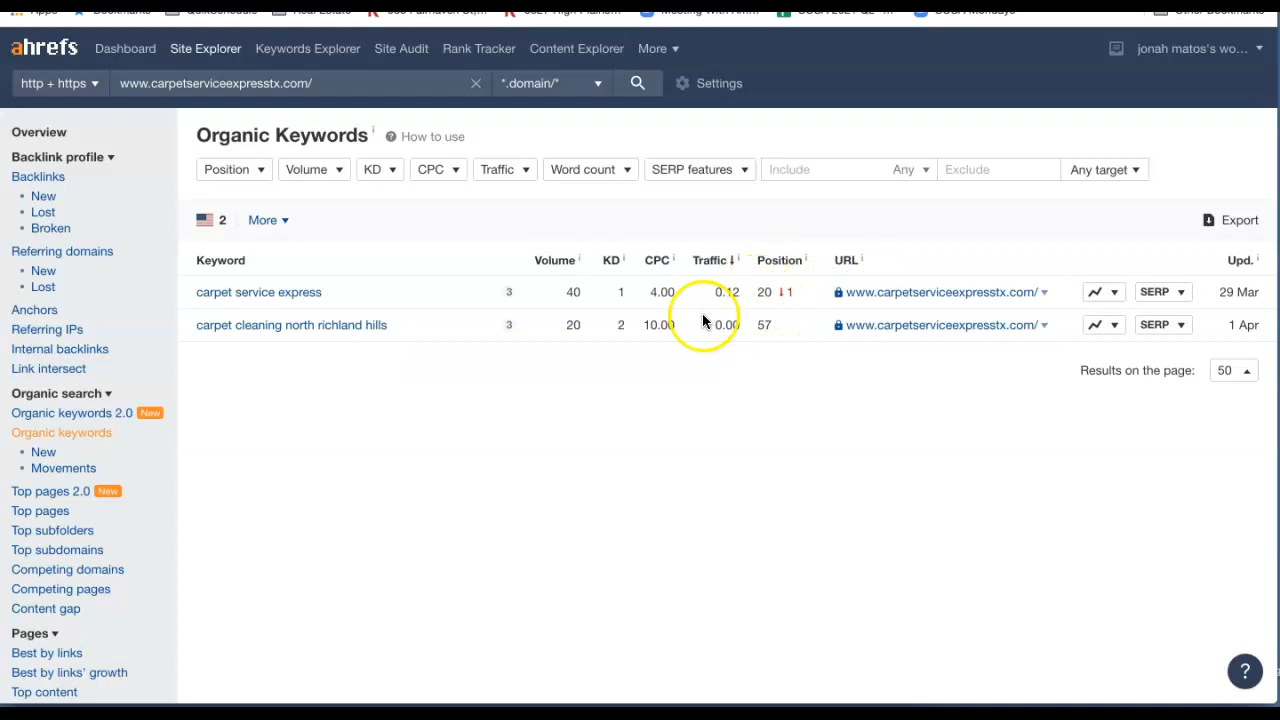 ahrefs Dashboard Site Explorer Keywords Explorer Site Audit Rank Tracker Content Explorer More jonah matos's wo...
http + https www.carpetserviceexpresstx.com/ *.domain/* Settings
Overview
Backlink profile
Backlinks
New
Lost
Broken
Referring domains
New
Lost
Anchors
Referring IPs
Internal backlinks
Link intersect
Organic search
Organic keywords 2.0 New
Organic keywords
New
Movements
Top pages 2.0 New
Top pages
Top subfolders
Top subdomains
Competing domains
Competing pages
Content gap
Pages
Best by links
Best by links' growth
Top content
Organic Keywords i ? How to use
Position Volume KD CPC Traffic Word count SERP features Include Any Exclude Any target
2 More Export
Keyword Volume i KD i CPC i Traffic ↓ i Position i URL i Upd. i
carpet service express 3 40 1 4.00 0.12 20 ↓1 www.carpetserviceexpresstx.com/ SERP 29 Mar
carpet cleaning north richland hills 3 20 2 10.00 0.00 57 www.carpetserviceexpresstx.com/ SERP 1 Apr
Results on the page: 50
?